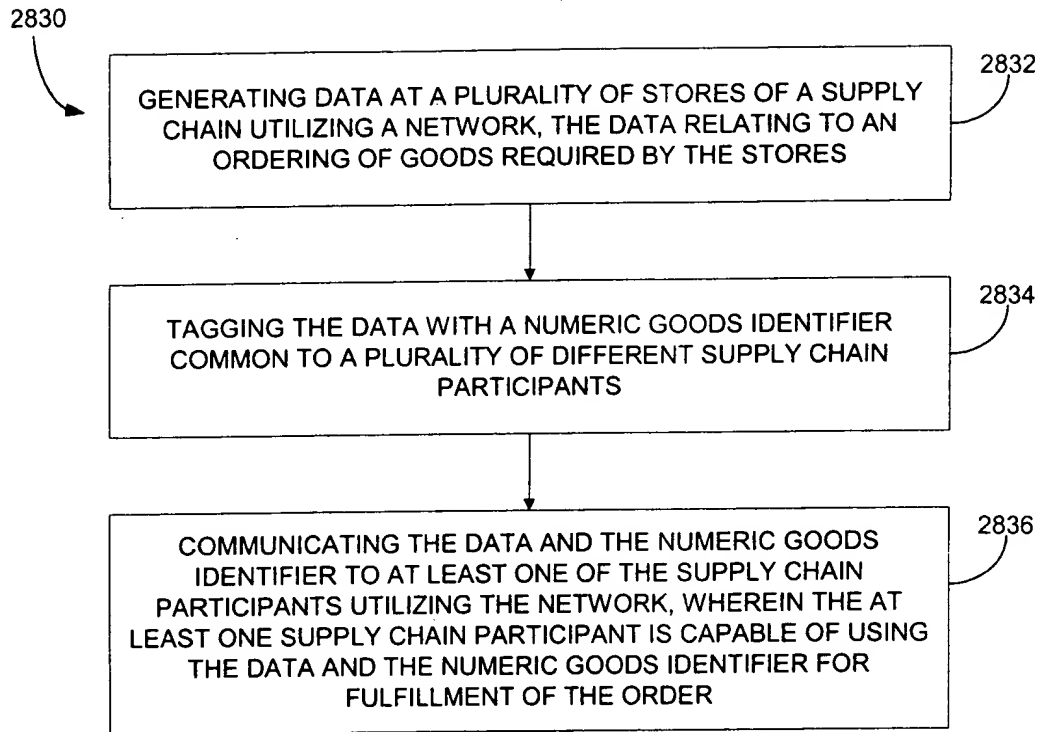 2830
2832
GENERATING DATA AT A PLURALITY OF STORES OF A SUPPLY
CHAIN UTILIZING A NETWORK, THE DATA RELATING TO AN
ORDERING OF GOODS REQUIRED BY THE STORES
2834
TAGGING THE DATA WITH A NUMERIC GOODS IDENTIFIER
COMMON TO A PLURALITY OF DIFFERENT SUPPLY CHAIN
PARTICIPANTS
2836
COMMUNICATING THE DATA AND THE NUMERIC GOODS
IDENTIFIER TO AT LEAST ONE OF THE SUPPLY CHAIN
PARTICIPANTS UTILIZING THE NETWORK, WHEREIN THE AT
LEAST ONE SUPPLY CHAIN PARTICIPANT IS CAPABLE OF USING
THE DATA AND THE NUMERIC GOODS IDENTIFIER FOR
FULFILLMENT OF THE ORDER